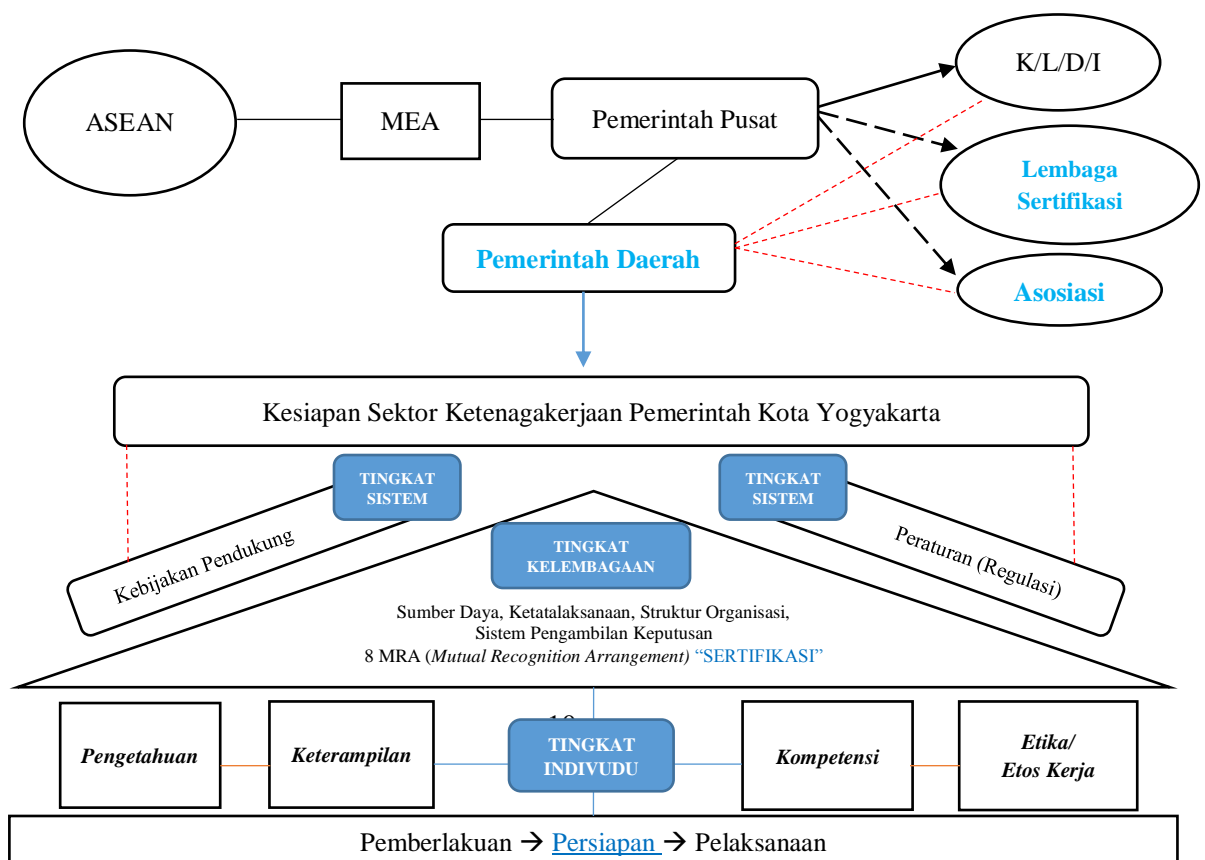 K/L/D/I
ASEAN
MEA
Pemerintah Pusat
Lembaga
Sertifikasi
Pemerintah Daerah
Asosiasi
Kesiapan Sektor Ketenagakerjaan Pemerintah Kota Yogyakarta
TINGKAT
SISTEM
TINGKAT
SISTEM
Kebijakan Pendukung
Peraturan (Regulasi)
TINGKAT
KELEMBAGAAN
Sumber Daya, Ketatalaksanaan, Struktur Organisasi,
Sistem Pengambilan Keputusan
8 MRA (Mutual Recognition Arrangement) “SERTIFIKASI”
Pengetahuan
Keterampilan
TINGKAT
INDIVUDU
Kompetensi
Etika/
Etos Kerja
Pemberlakuan → Persiapan → Pelaksanaan